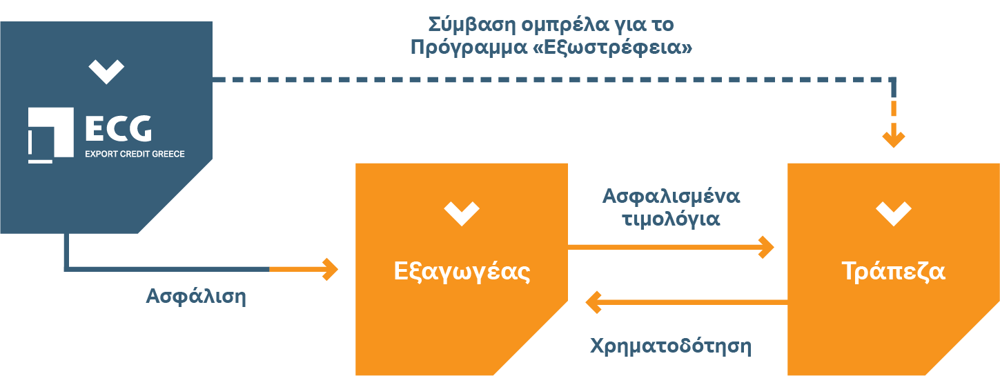 Σύμβαση ομπρέλα για το
Πρόγραμμα «Εξωστρέφεια»
ECG
EXPORT CREDIT GREECE
Ασφαλισμένα
τιμολόγια
Εξαγωγέας
Τράπεζα
Ασφάλιση
Χρηματοδότηση